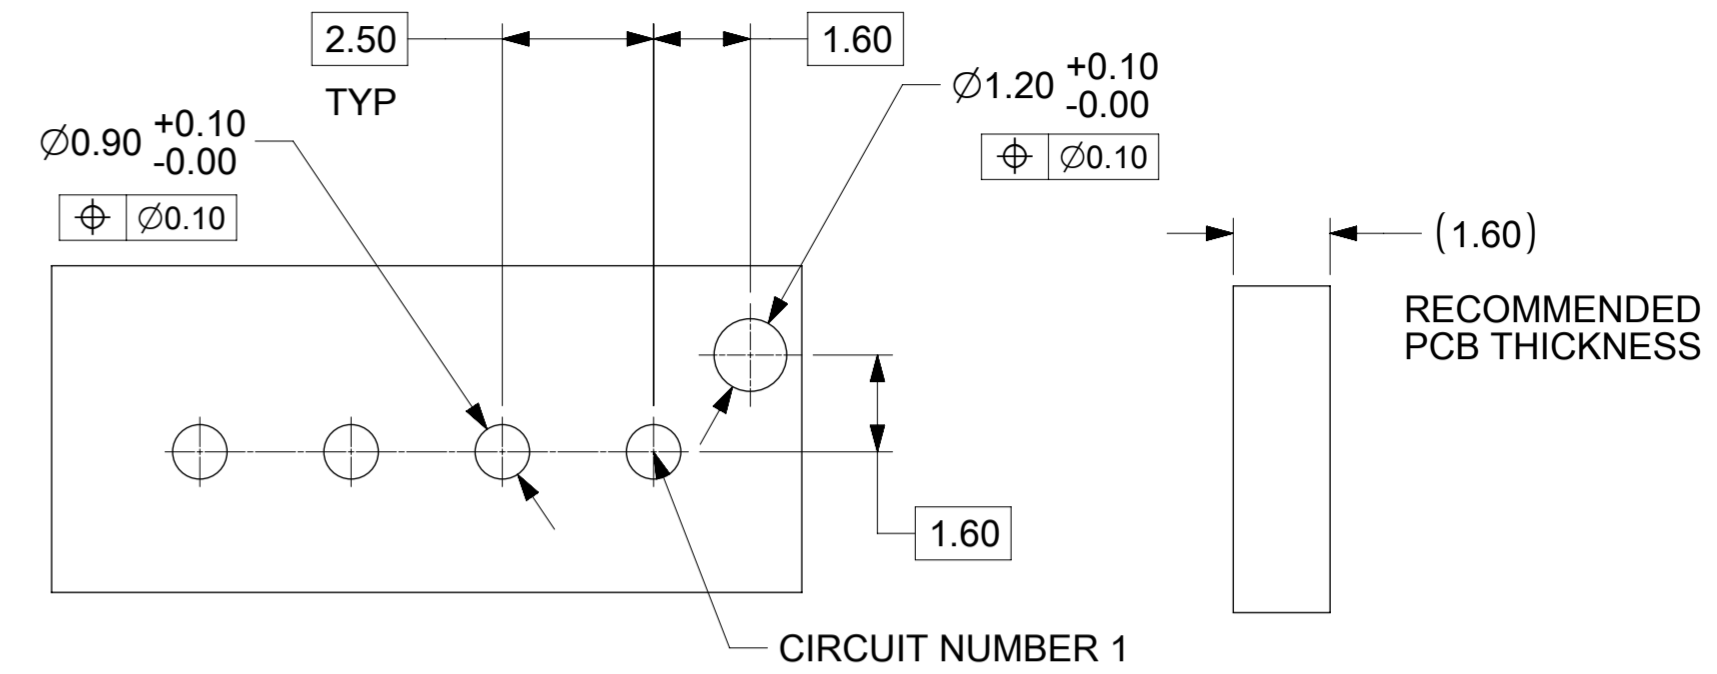 2.50
TYP
1.60
⌀1.20 +0.10
-0.00
⌖ ⌀0.10
⌀0.90 +0.10
-0.00
⌖ ⌀0.10
(1.60)
RECOMMENDED
PCB THICKNESS
1.60
CIRCUIT NUMBER 1